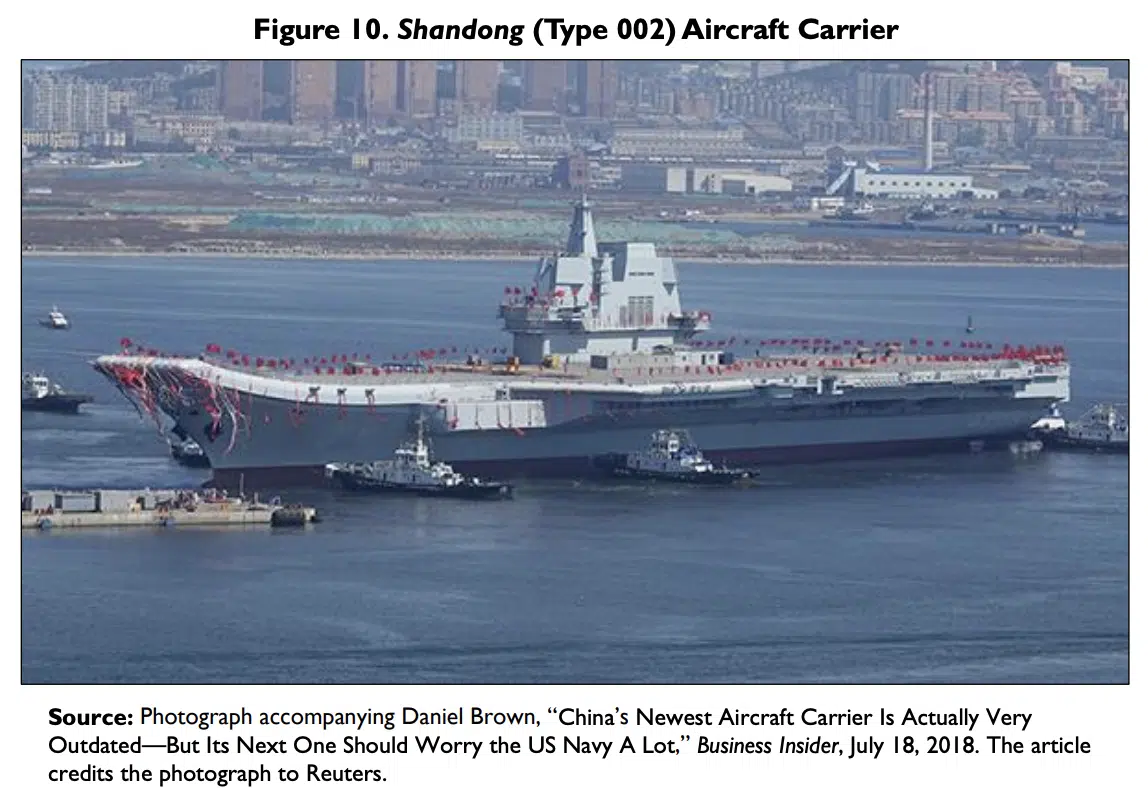 Figure 10. Shandong (Type 002) Aircraft Carrier
Source: Photograph accompanying Daniel Brown, “China’s Newest Aircraft Carrier Is Actually Very
Outdated—But Its Next One Should Worry the US Navy A Lot,” Business Insider, July 18, 2018. The article
credits the photograph to Reuters.